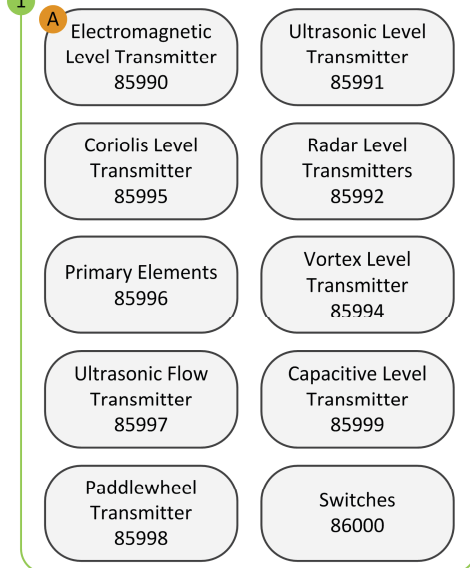 1
A
Electromagnetic
Level Transmitter
85990
Ultrasonic Level
Transmitter
85991
Coriolis Level
Transmitter
85995
Radar Level
Transmitters
85992
Primary Elements
85996
Vortex Level
Transmitter
85994
Ultrasonic Flow
Transmitter
85997
Capacitive Level
Transmitter
85999
Paddlewheel
Transmitter
85998
Switches
86000